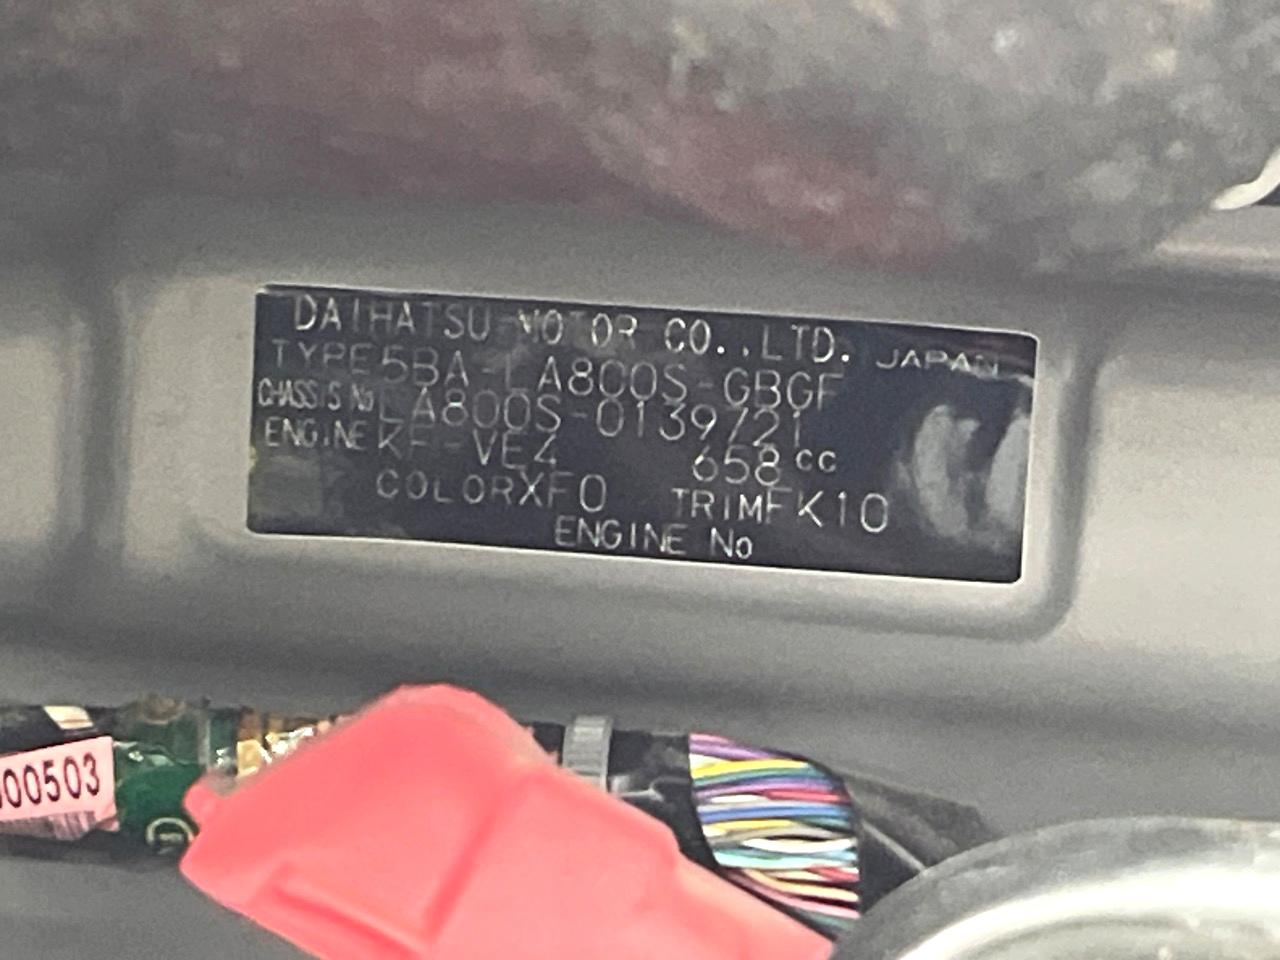 DAIHATSU MOTOR CO.,LTD. JAPAN
TYPE 5BA-LA800S-GBGF
CHASSIS No LA800S-0139721
ENGINE KF-VE4 658 cc
COLOR XF0 TRIM FK10
ENGINE No
00503